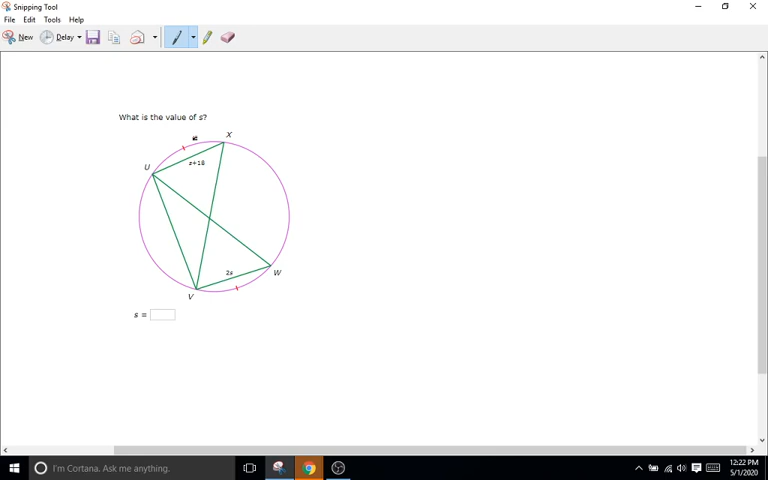 Snipping Tool
File Edit Tools Help
New Delay
What is the value of s?
X
U
s+18
2s
W
V
s =
I'm Cortana. Ask me anything.
12:22 PM
5/1/2020